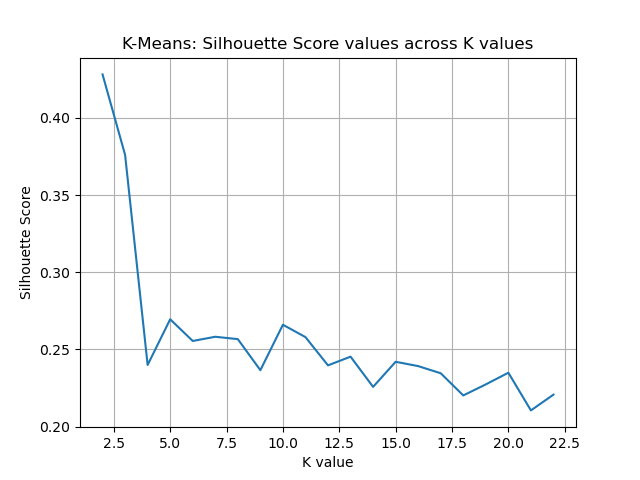 K-Means: Silhouette Score values across K values
0.40
0.35
0.30
0.25
0.20
Silhouette Score
2.5 5.0 7.5 10.0 12.5 15.0 17.5 20.0 22.5
K value